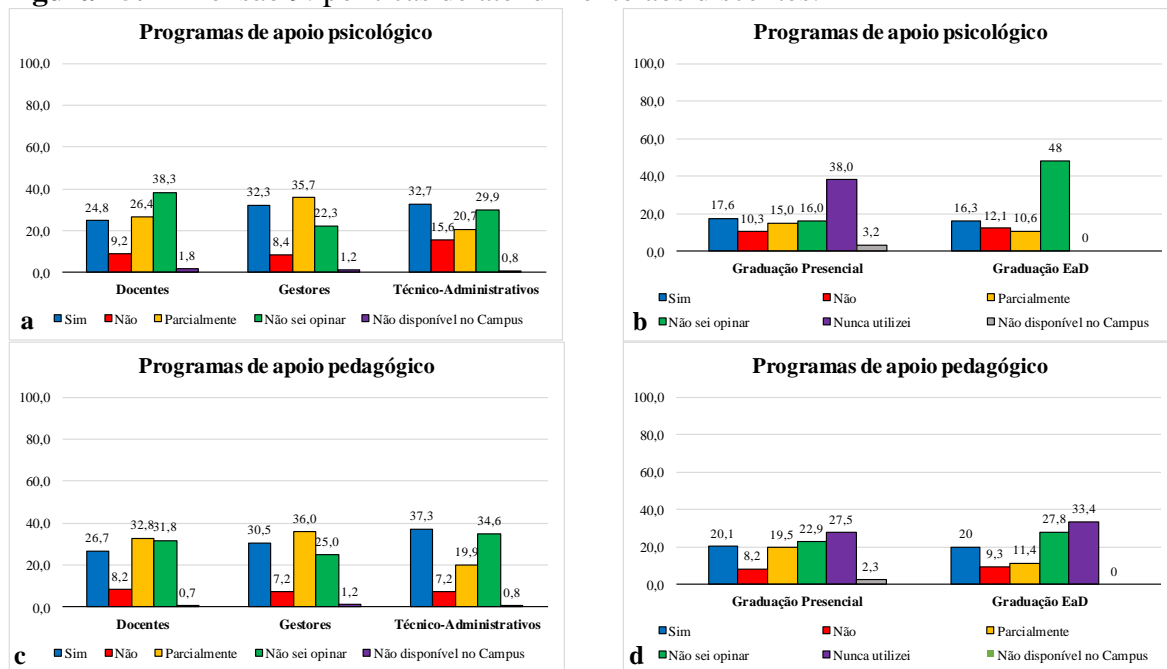 políticas de atendimento aos discentes.
Programas de apoio psicológico
100,0
80,0
60,0
40,0
20,0
0,0
24,8 9,2 26,4 38,3 1,8
32,3 8,4 35,7 22,3 1,2
32,7 15,6 20,7 29,9 0,8
Docentes Gestores Técnico-Administrativos
a Sim Não Parcialmente Não sei opinar Não disponível no Campus
Programas de apoio psicológico
100,0
80,0
60,0
40,0
20,0
0,0
17,6 10,3 15,0 16,0 38,0 3,2
16,3 12,1 10,6 48 0
Graduação Presencial Graduação EaD
Sim Não Parcialmente
b Não sei opinar Nunca utilizei Não disponível no Campus
Programas de apoio pedagógico
100,0
80,0
60,0
40,0
20,0
0,0
26,7 8,2 32,8 31,8 0,7
30,5 7,2 36,0 25,0 1,2
37,3 7,2 19,9 34,6 0,8
Docentes Gestores Técnico-Administrativos
c Sim Não Parcialmente Não sei opinar Não disponível no Campus
Programas de apoio pedagógico
100,0
80,0
60,0
40,0
20,0
0,0
20,1 8,2 19,5 22,9 27,5 2,3
20 9,3 11,4 27,8 33,4 0
Graduação Presencial Graduação EaD
Sim Não Parcialmente
d Não sei opinar Nunca utilizei Não disponível no Campus